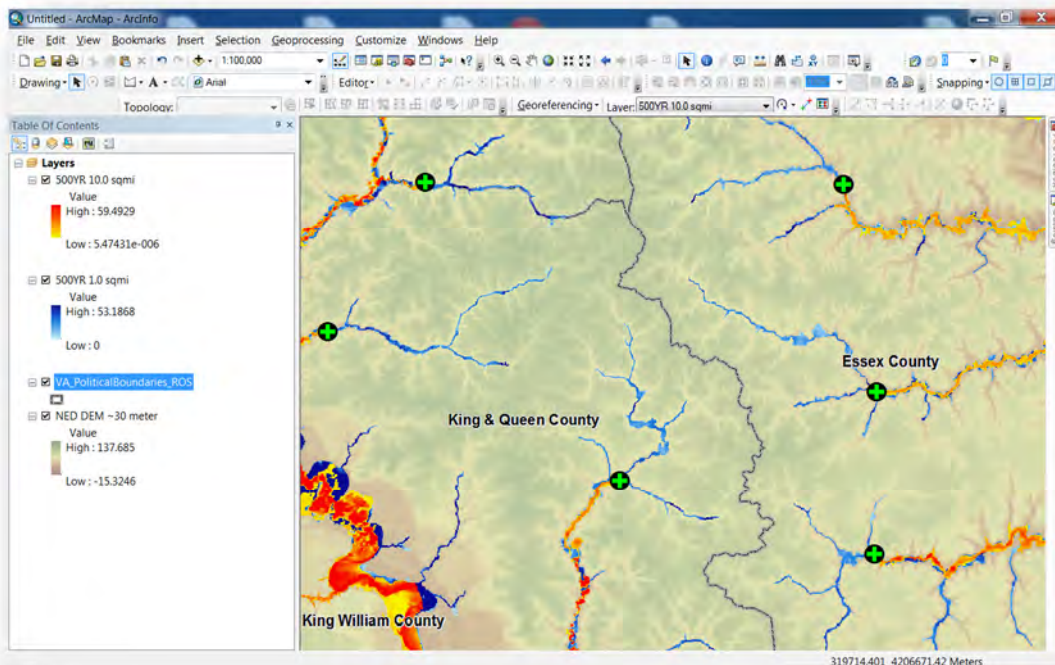 Untitled - ArcMap - ArcInfo
File Edit View Bookmarks Insert Selection Geoprocessing Customize Windows Help
1:100,000
Drawing A Arial Editor Snapping
Topology: Georeferencing Layer: 500YR 10.0 sqmi
Table Of Contents
Layers
500YR 10.0 sqmi
Value
High : 59.4929
Low : 5.47431e-006
500YR 1.0 sqmi
Value
High : 53.1868
Low : 0
VA_PoliticalBoundaries_ROS
NED DEM ~30 meter
Value
High : 137.685
Low : -15.3246
Essex County
King & Queen County
King William County
319714.401 4206671.42 Meters